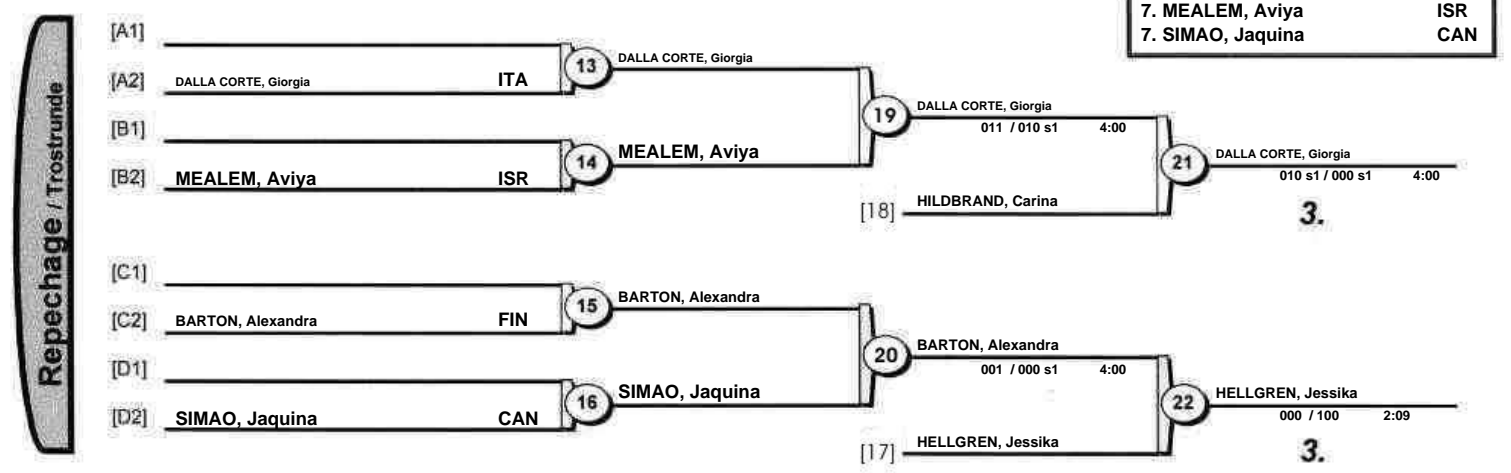 7. MEALEM, Aviya ISR
7. SIMAO, Jaquina CAN
Repechage / Trostrunde
[A1]
[A2] DALLA CORTE, Giorgia ITA
13 DALLA CORTE, Giorgia
[B1]
[B2] MEALEM, Aviya ISR
14 MEALEM, Aviya
19 DALLA CORTE, Giorgia
011 / 010 s1 4:00
[18] HILDBRAND, Carina
21 DALLA CORTE, Giorgia
010 s1 / 000 s1 4:00
3.
[C1]
[C2] BARTON, Alexandra FIN
15 BARTON, Alexandra
[D1]
[D2] SIMAO, Jaquina CAN
16 SIMAO, Jaquina
20 BARTON, Alexandra
001 / 000 s1 4:00
[17] HELLGREN, Jessika
22 HELLGREN, Jessika
000 / 100 2:09
3.